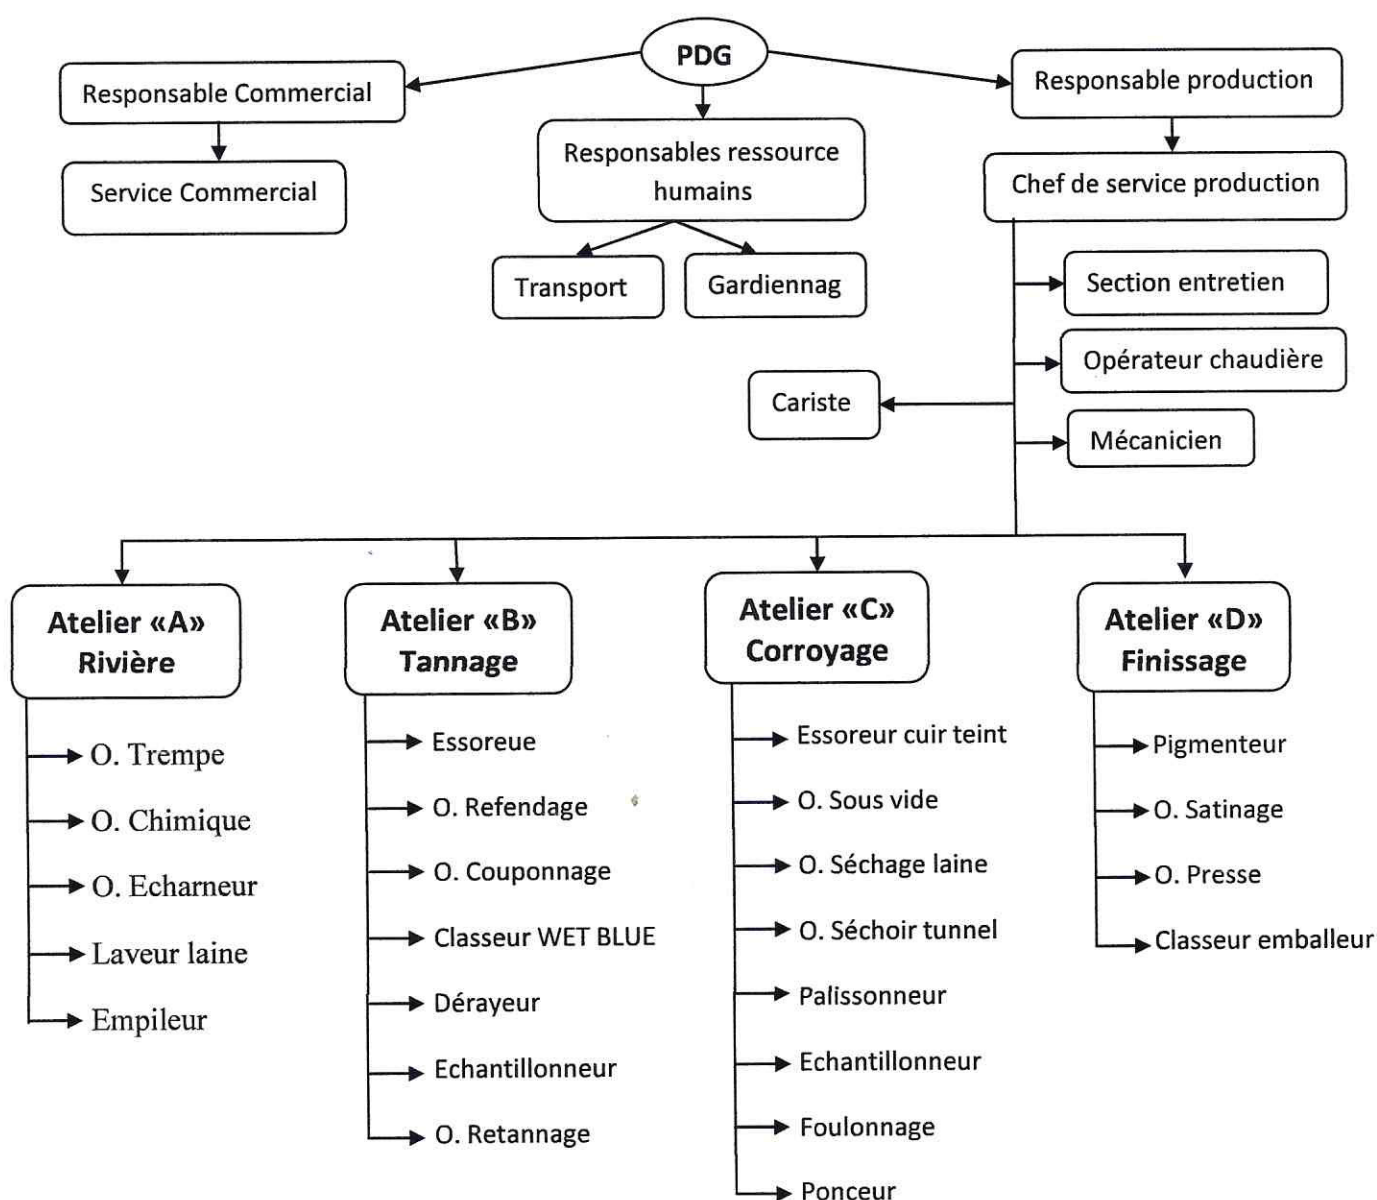 PDG
Responsable Commercial
Responsable production
Responsables ressource
humains
Service Commercial
Chef de service production
Transport
Gardiennag
Section entretien
Opérateur chaudière
Cariste
Mécanicien
Atelier «A»
Rivière
O. Trempe
O. Chimique
O. Echarneur
Laveur laine
Empileur
Atelier «B»
Tannage
Essoreue
O. Refendage
O. Couponnage
Classeur WET BLUE
Dérayeur
Echantillonneur
O. Retannage
Atelier «C»
Corroyage
Essoreur cuir teint
O. Sous vide
O. Séchage laine
O. Séchoir tunnel
Palissonneur
Echantillonneur
Foulonnage
Ponceur
Atelier «D»
Finissage
Pigmenteur
O. Satinage
O. Presse
Classeur emballeur